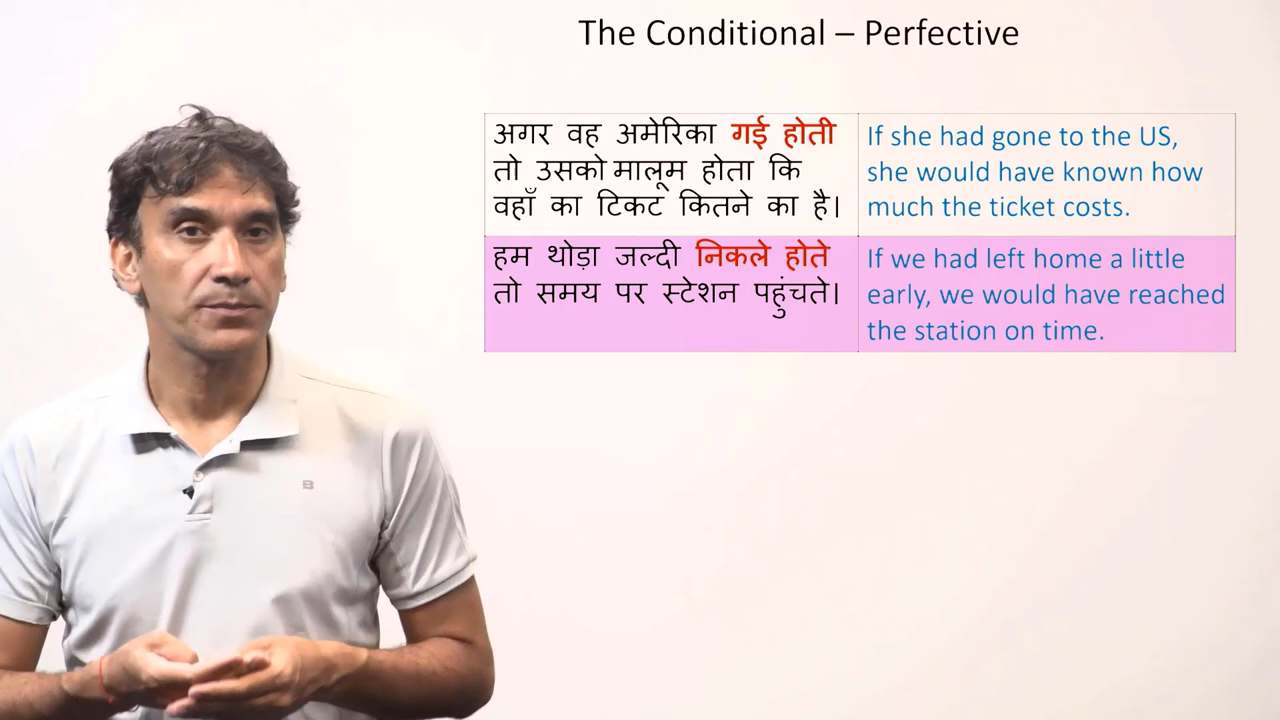 The Conditional – Perfective
अगर वह अमेरिका गई होती
तो उसको मालूम होता कि
वहाँ का टिकट कितने का है।
If she had gone to the US,
she would have known how
much the ticket costs.
हम थोड़ा जल्दी निकले होते
तो समय पर स्टेशन पहुंचते।
If we had left home a little
early, we would have reached
the station on time.
B